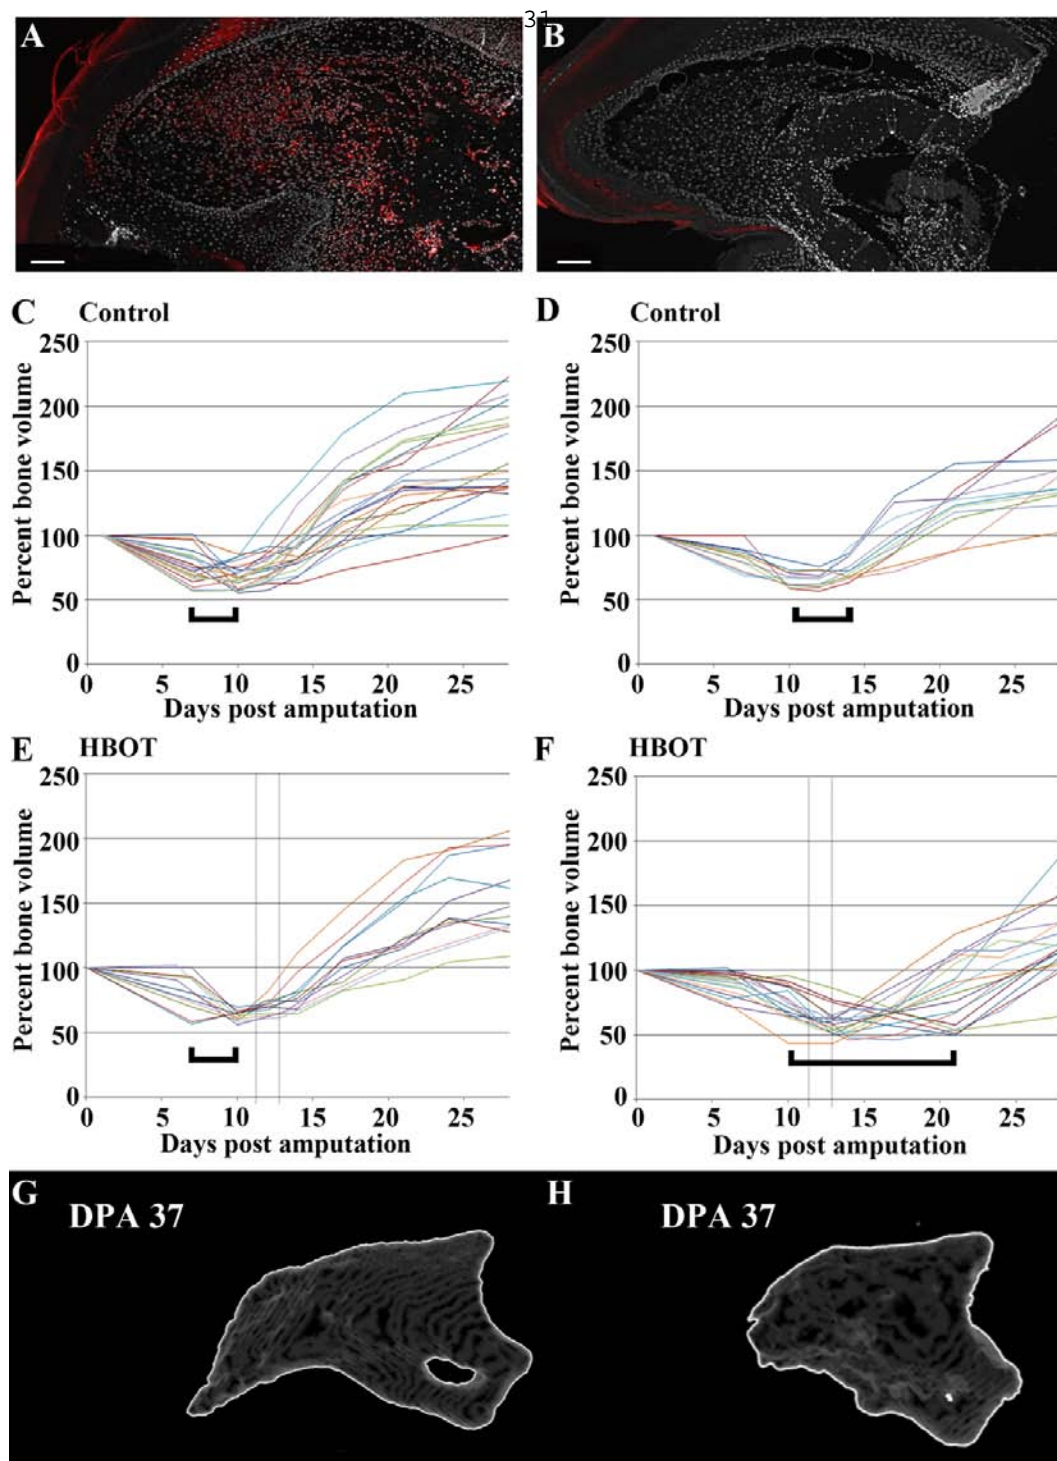 31
A
B
C Control
D Control
Percent bone volume
250
200
150
100
50
0
0 5 10 15 20 25
Days post amputation
Percent bone volume
250
200
150
100
50
0
0 5 10 15 20 25
Days post amputation
E HBOT
F HBOT
Percent bone volume
250
200
150
100
50
0
0 5 10 15 20 25
Days post amputation
Percent bone volume
250
200
150
100
50
0
0 5 10 15 20 25
Days post amputation
G
DPA 37
H
DPA 37